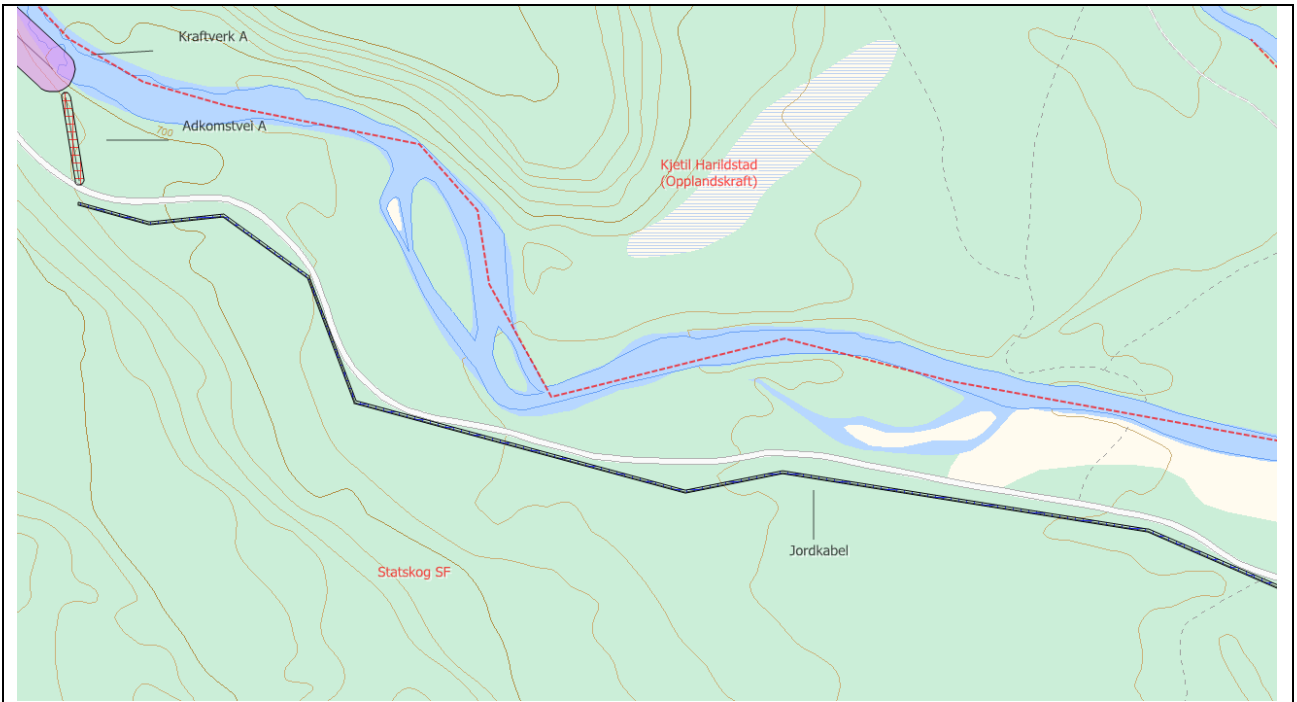 Kraftverk A
Adkomstvei A
700
Kjetil Harildstad
(Opplandskraft)
Jordkabel
Statskog SF